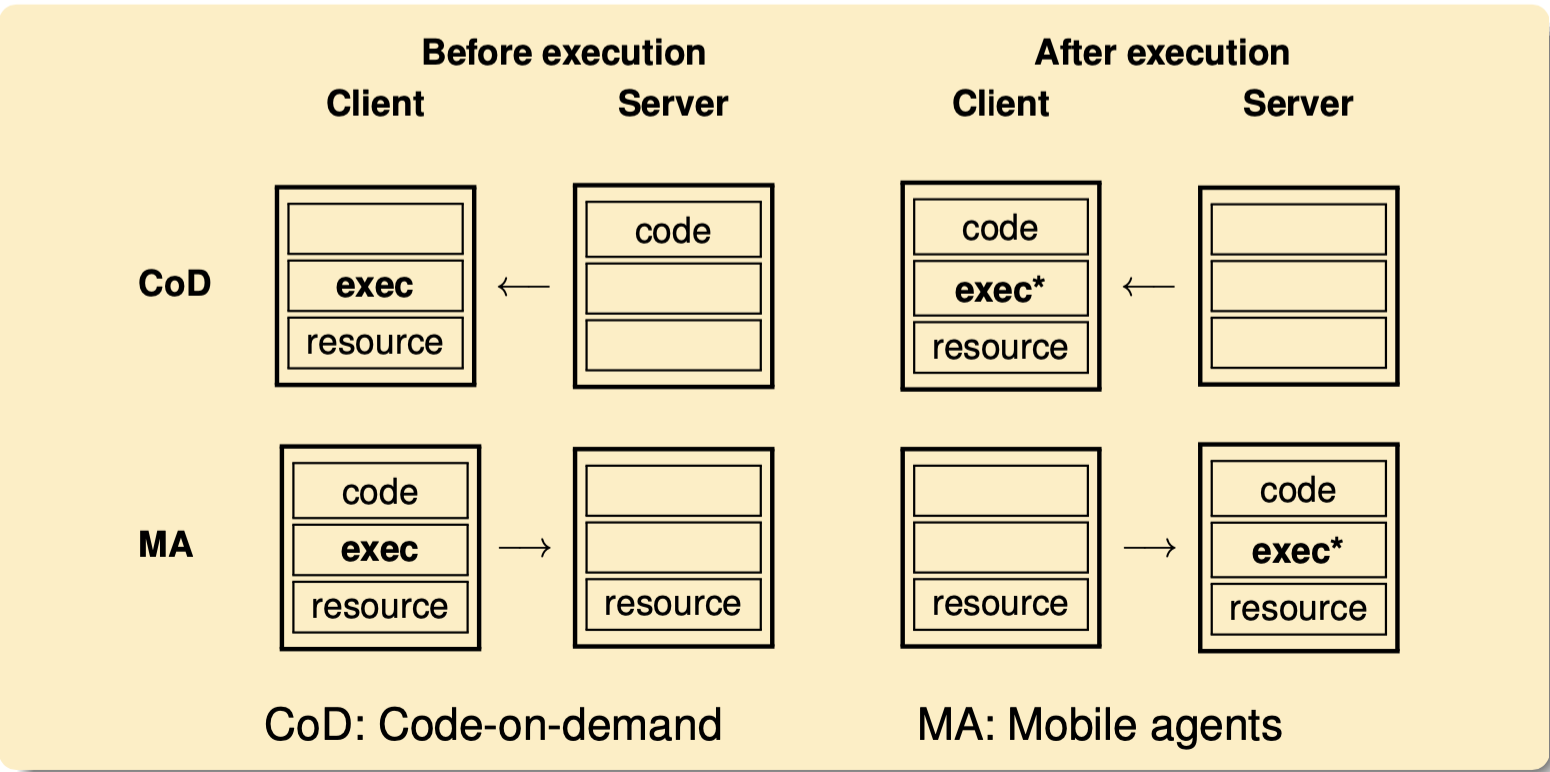 Before execution After execution
Client Server Client Server
code code
CoD exec ← ← exec*
resource resource
code code
MA exec → → exec*
resource resource resource resource
CoD: Code-on-demand MA: Mobile agents